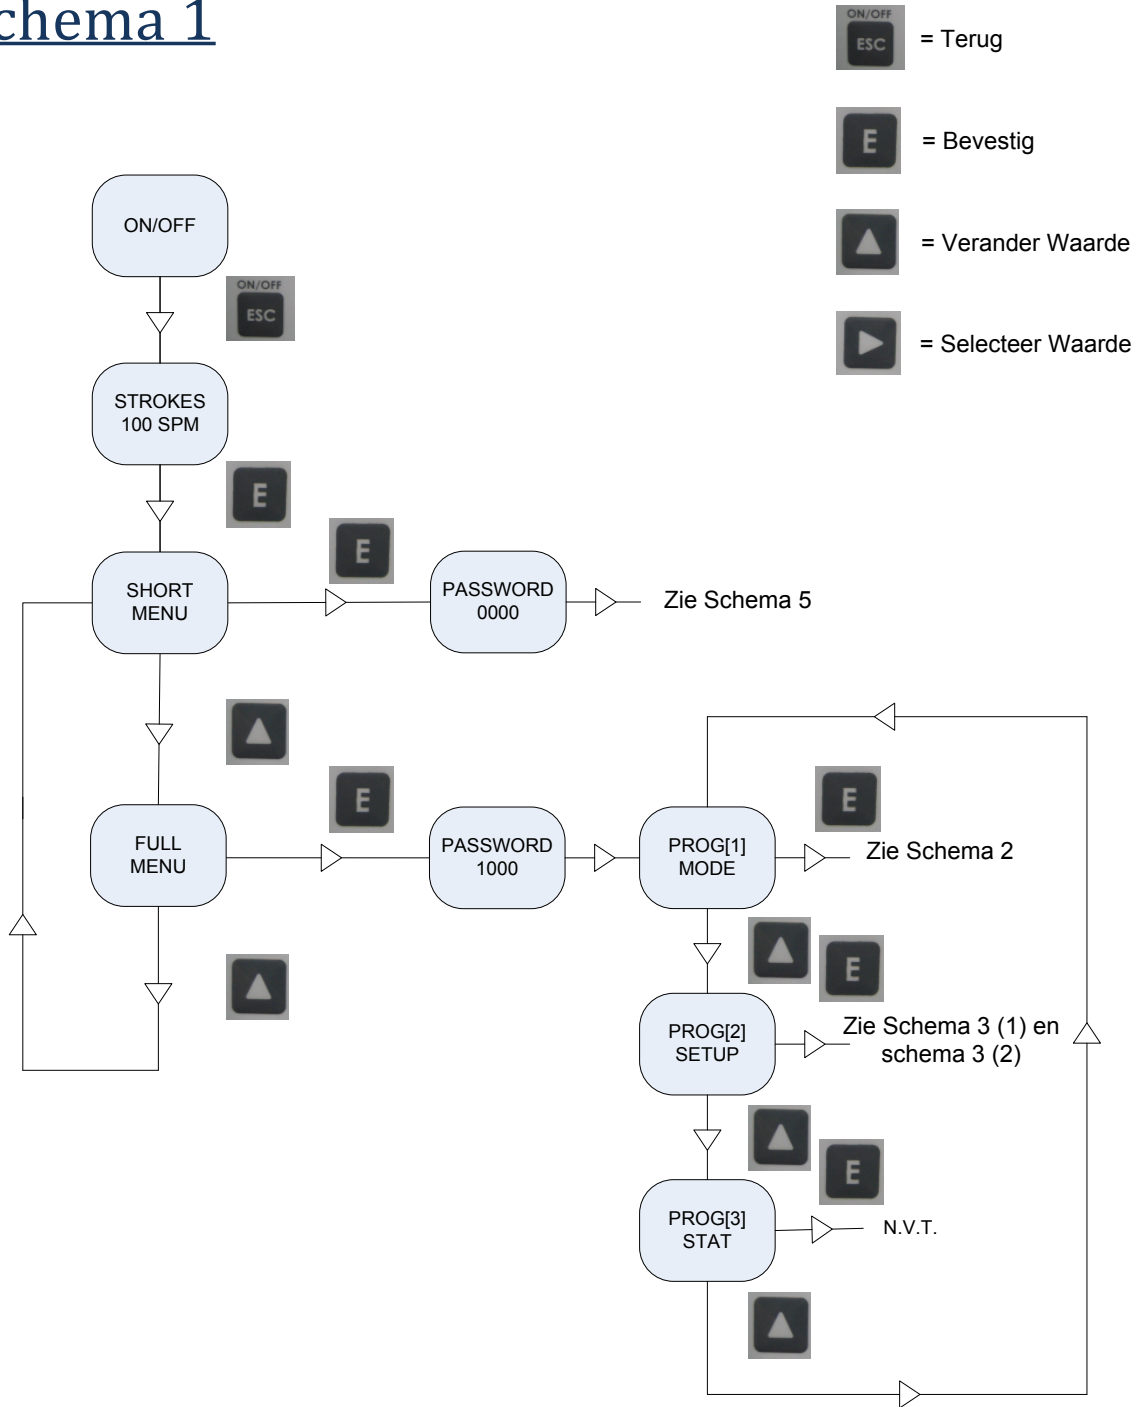 chema 1
ON/OFF
ESC
= Terug
E
= Bevestig
= Verander Waarde
= Selecteer Waarde
ON/OFF
ON/OFF
ESC
STROKES
100 SPM
E
E
SHORT
MENU
PASSWORD
0000
Zie Schema 5
E
E
FULL
MENU
PASSWORD
1000
PROG[1]
MODE
Zie Schema 2
E
PROG[2]
SETUP
Zie Schema 3 (1) en
schema 3 (2)
E
PROG[3]
STAT
N.V.T.